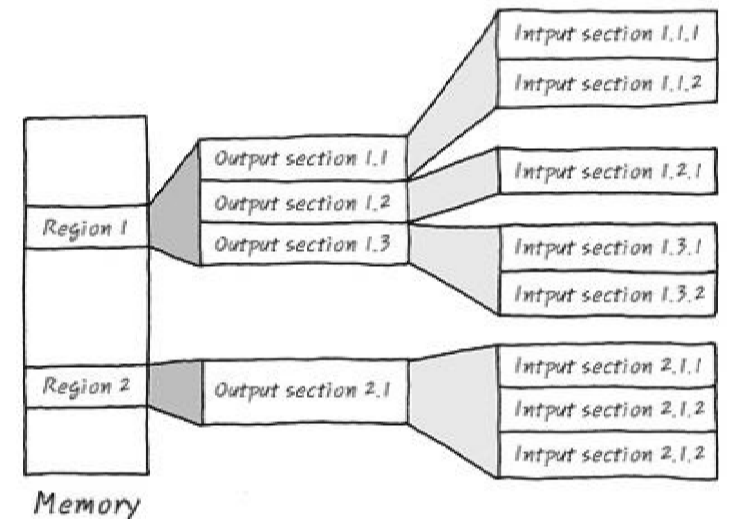 Intput section 1.1.1
Intput section 1.1.2
Output section 1.1
Output section 1.2
Output section 1.3
Intput section 1.2.1
Region 1
Intput section 1.3.1
Intput section 1.3.2
Region 2
Output section 2.1
Intput section 2.1.1
Intput section 2.1.2
Intput section 2.1.2
Memory